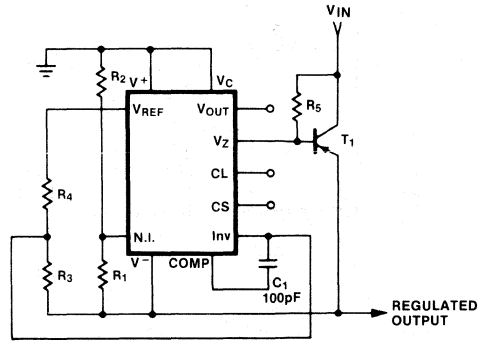 VIN
R2
V+
VC
VREF
VOUT
R5
VZ
T1
R4
CL
CS
N.I.
Inv
R3
R1
V−
COMP
C1
100pF
REGULATED
OUTPUT